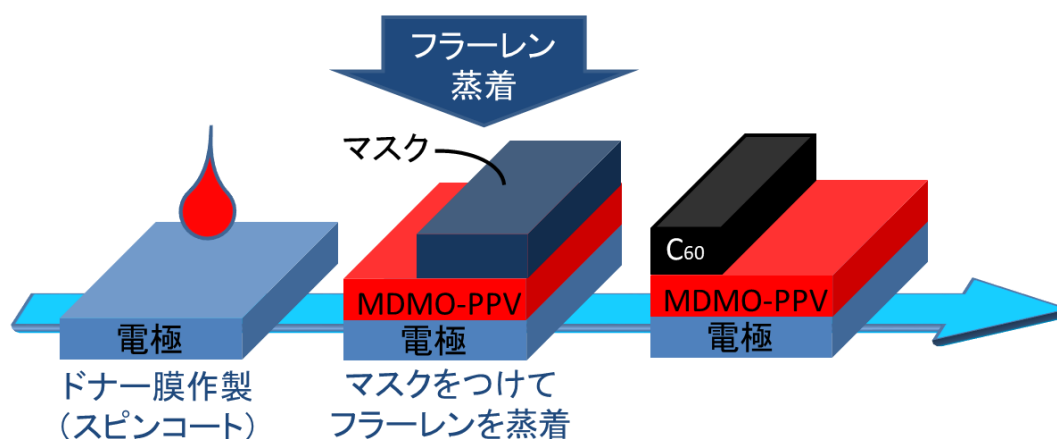 フラーレン
蒸着
マスク
電極
MDMO-PPV
電極
C60
MDMO-PPV
電極
ドナー膜作製
（スピンコート）
マスクをつけて
フラーレンを蒸着